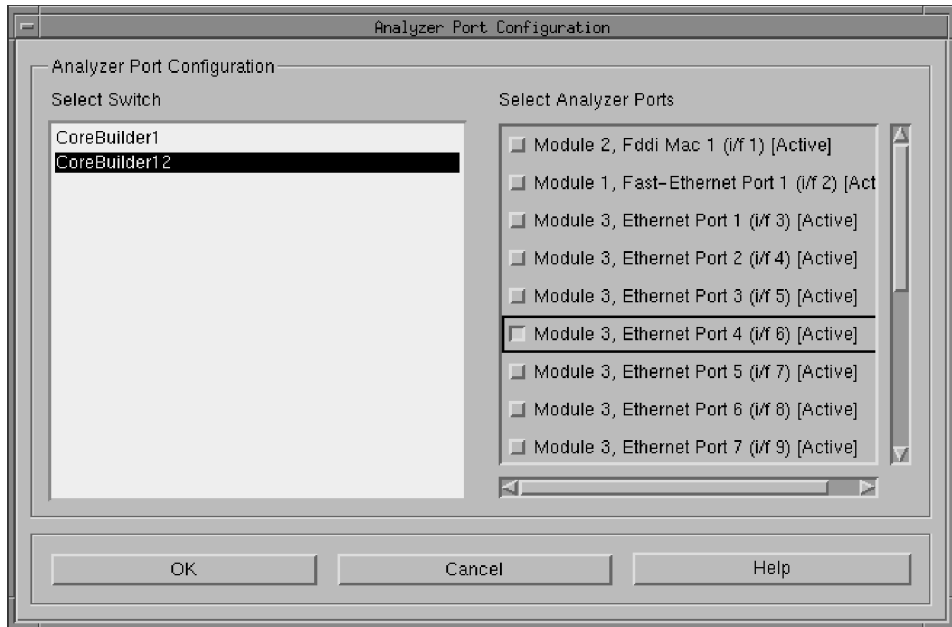 Analyzer Port Configuration
Analyzer Port Configuration
Select Switch
CoreBuilder1
CoreBuilder12
Select Analyzer Ports
Module 2, Fddi Mac 1 (i/f 1) [Active]
Module 1, Fast-Ethernet Port 1 (i/f 2) [Act
Module 3, Ethernet Port 1 (i/f 3) [Active]
Module 3, Ethernet Port 2 (i/f 4) [Active]
Module 3, Ethernet Port 3 (i/f 5) [Active]
Module 3, Ethernet Port 4 (i/f 6) [Active]
Module 3, Ethernet Port 5 (i/f 7) [Active]
Module 3, Ethernet Port 6 (i/f 8) [Active]
Module 3, Ethernet Port 7 (i/f 9) [Active]
OK
Cancel
Help